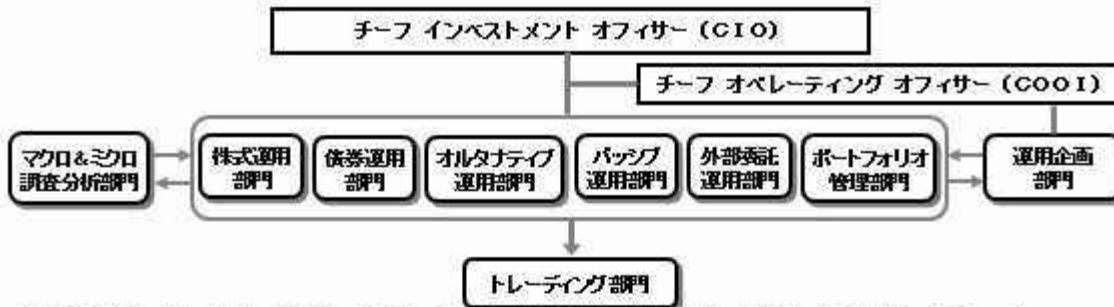 チーフ インベストメント オフィサー (CIO)
チーフ オペレーティング オフィサー (COOI)
マクロ&ミクロ
調査分析部門
株式運用
部門
債券運用
部門
オルタナティブ
運用部門
パッシブ
運用部門
外部委託
運用部門
ポートフォリオ
管理部門
運用企画
部門
トレーディング部門